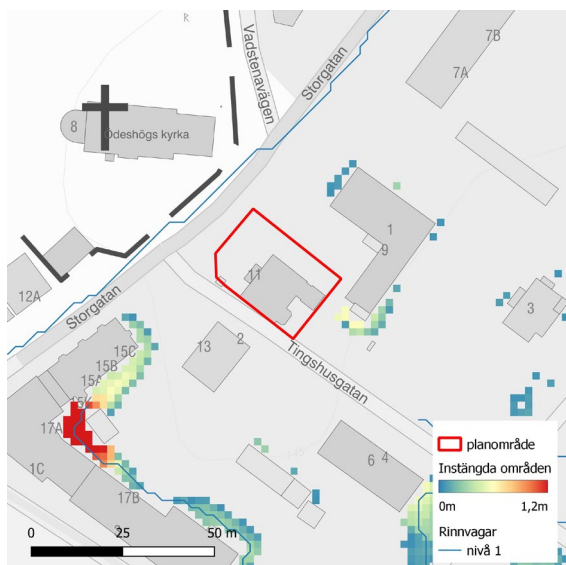 R
Vadstenavägen
Storgatan
7B
7A
8
Ödeshögs kyrka
1
9
11
12A
Storgatan
13
2
Tingshusgatan
3
15C
15B
15A
17A
1C
17B
6 4
0 25 50 m
planområde
Instängda områden
0m 1,2m
Rinnvagar
nivå 1